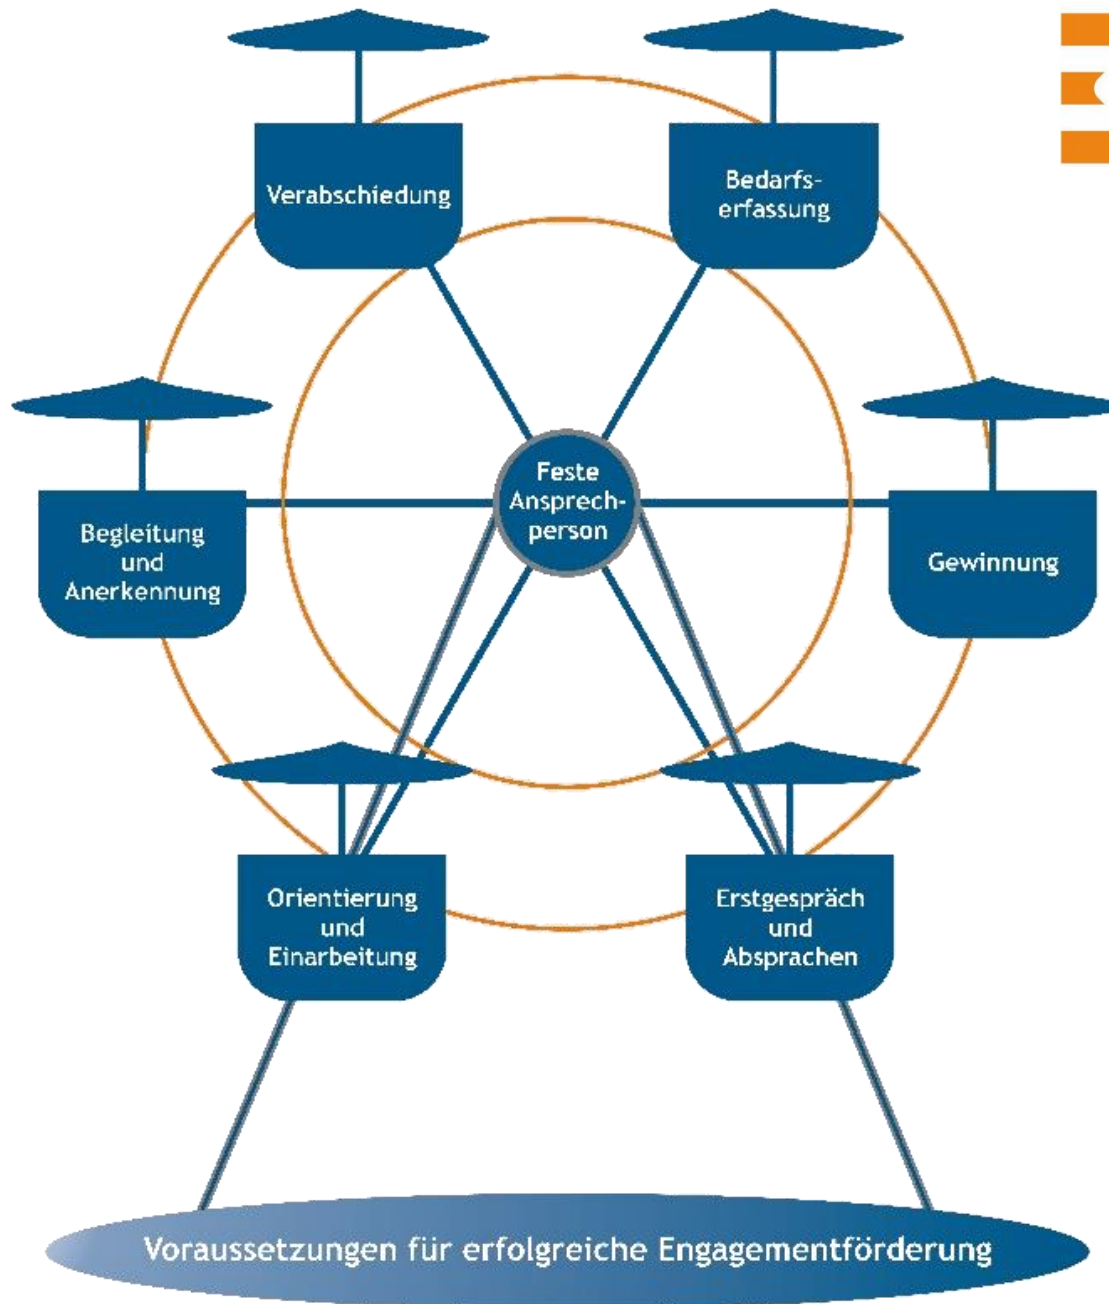 Verabschiedung
Bedarfs-
erfassung
Feste
Ansprech-
person
Begleitung
und
Anerkennung
Gewinnung
Orientierung
und
Einarbeitung
Erstgespräch
und
Absprachen
Voraussetzungen für erfolgreiche Engagementförderung